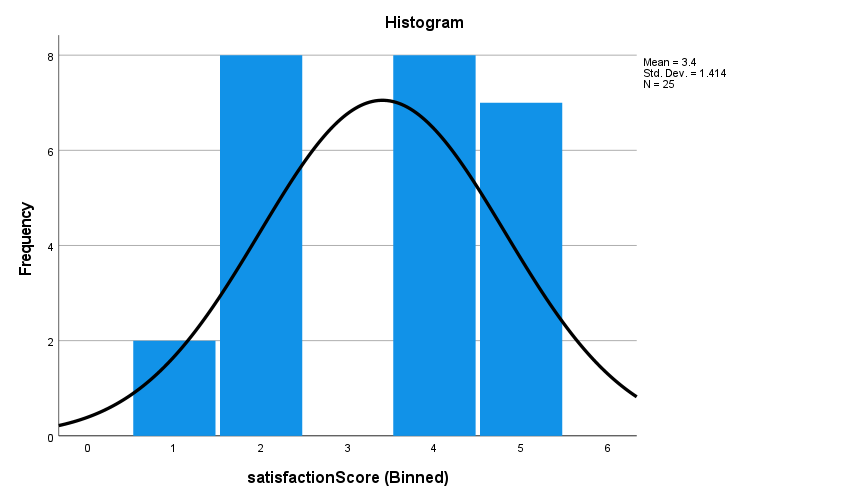 Histogram
Mean = 3.4
Std. Dev. = 1.414
N = 25
8
6
4
2
0
Frequency
0 1 2 3 4 5 6
satisfactionScore (Binned)